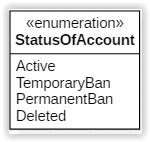 «enumeration»
StatusOfAccount
Active
TemporaryBan
PermanentBan
Deleted